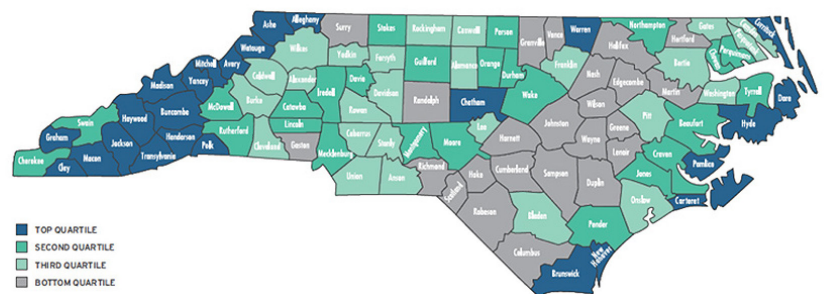 Ashe
Alleghany
Surry
Stokes
Rockingham
Caswell
Person
Granville
Vance
Warren
Northampton
Gates
Camden
Currituck
Pasquotank
Perquimans
Chowan
Halifax
Hertford
Bertie
Watauga
Wilkes
Yadkin
Forsyth
Guilford
Alamance
Orange
Durham
Franklin
Nash
Edgecombe
Martin
Washington
Tyrrell
Dare
Mitchell
Avery
Caldwell
Alexander
Iredell
Davie
Davidson
Randolph
Chatham
Wake
Wilson
Pitt
Beaufort
Hyde
Madison
Yancey
McDowell
Burke
Catawba
Rowan
Lee
Johnston
Greene
Wayne
Lenoir
Craven
Pamlico
Swain
Haywood
Buncombe
Rutherford
Lincoln
Cabarrus
Stanly
Montgomery
Moore
Harnett
Graham
Jackson
Henderson
Polk
Cleveland
Gaston
Mecklenburg
Cherokee
Clay
Macon
Transylvania
Union
Anson
Richmond
Scotland
Hoke
Cumberland
Sampson
Duplin
Jones
Carteret
Onslow
Robeson
Bladen
Pender
Columbus
Brunswick
New
Hanover
TOP QUARTILE
SECOND QUARTILE
THIRD QUARTILE
BOTTOM QUARTILE